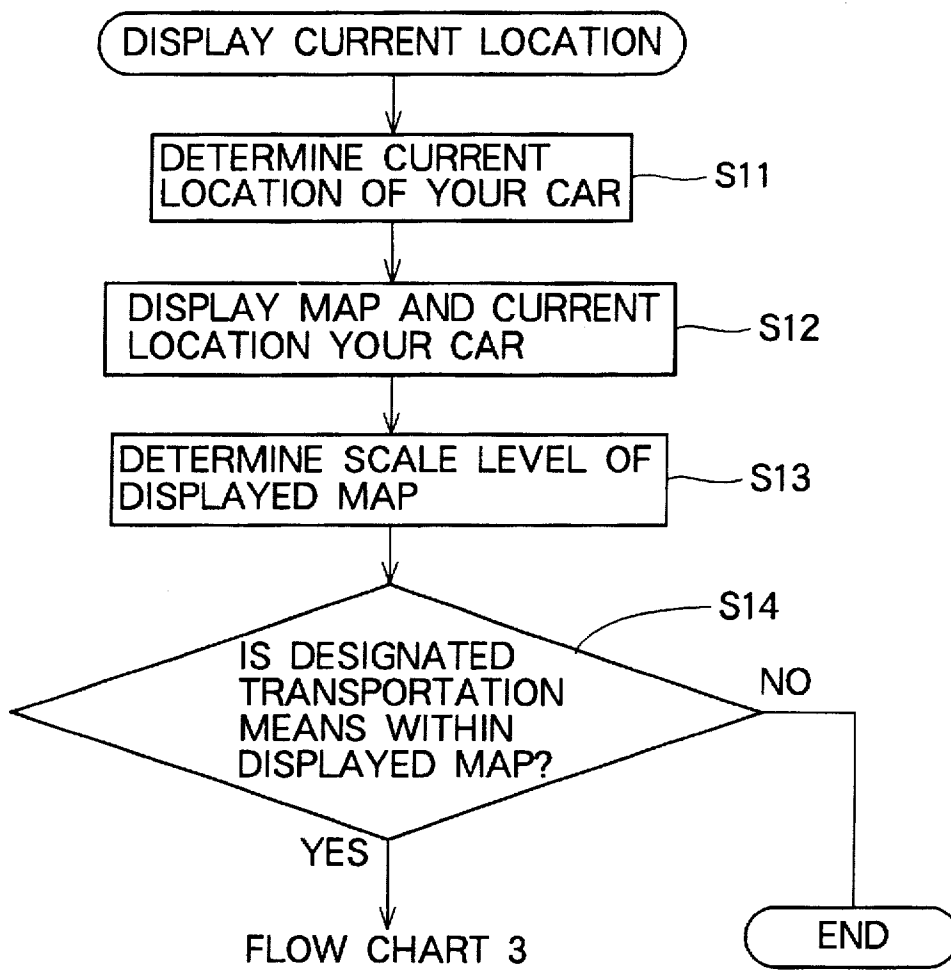 DISPLAY CURRENT LOCATION
DETERMINE CURRENT
LOCATION OF YOUR CAR
S11
DISPLAY MAP AND CURRENT
LOCATION YOUR CAR
S12
DETERMINE SCALE LEVEL OF
DISPLAYED MAP
S13
S14
IS DESIGNATED
TRANSPORTATION
MEANS WITHIN
DISPLAYED MAP?
NO
YES
FLOW CHART 3
END